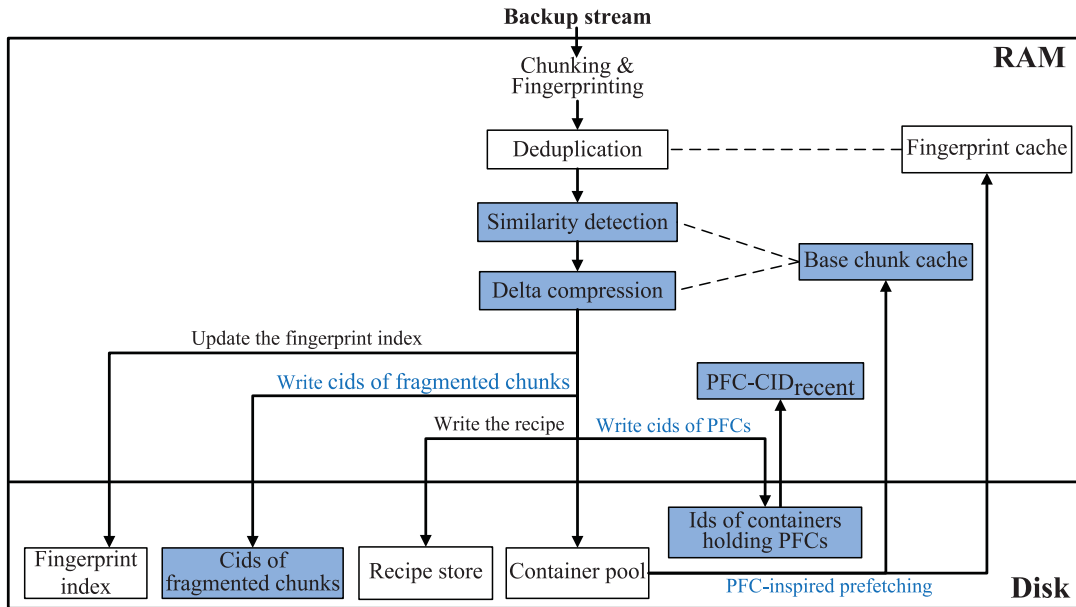 Backup stream
RAM
Chunking &
Fingerprinting
Deduplication
Fingerprint cache
Similarity detection
Base chunk cache
Delta compression
Update the fingerprint index
Write cids of fragmented chunks
PFC-CIDrecent
Write the recipe
Write cids of PFCs
Ids of containers
holding PFCs
Fingerprint
index
Cids of
fragmented chunks
Recipe store
Container pool
PFC-inspired prefetching
Disk